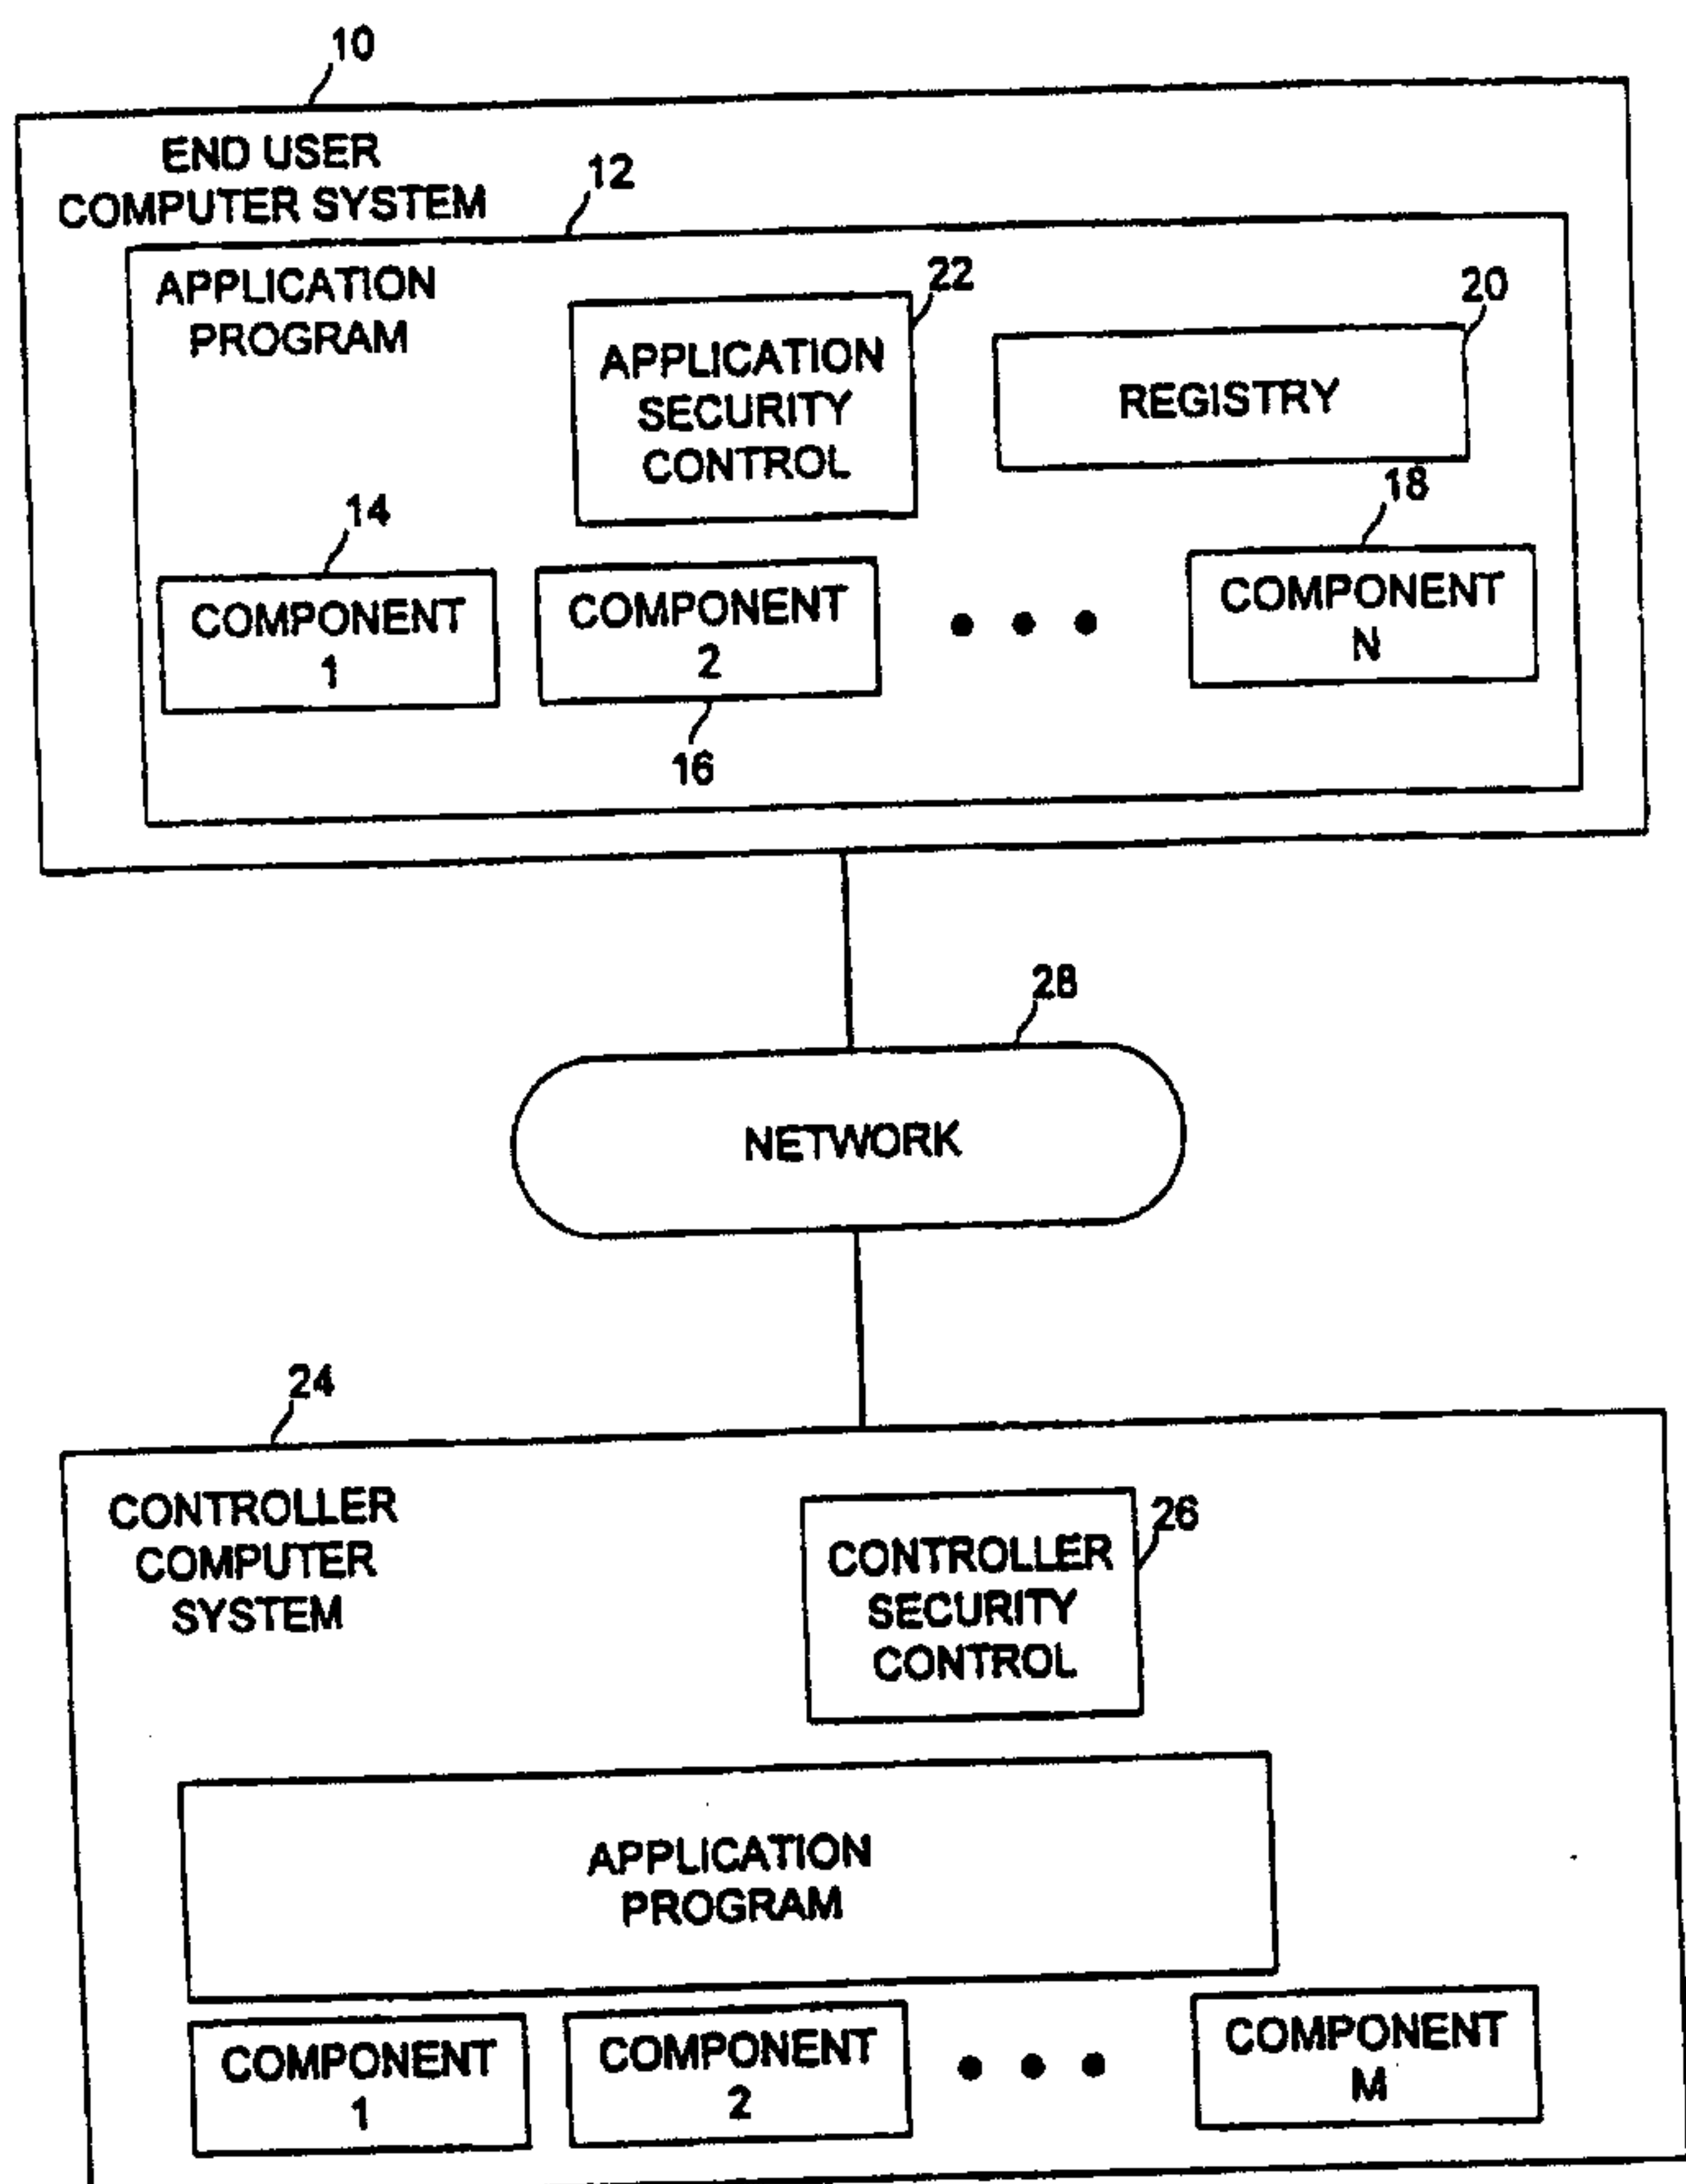 10
END USER
COMPUTER SYSTEM
12
APPLICATION
PROGRAM
22
APPLICATION
SECURITY
CONTROL
20
REGISTRY
14
COMPONENT
1
COMPONENT
2
16
18
COMPONENT
N
28
NETWORK
24
CONTROLLER
COMPUTER
SYSTEM
26
CONTROLLER
SECURITY
CONTROL
APPLICATION
PROGRAM
COMPONENT
1
COMPONENT
2
COMPONENT
M